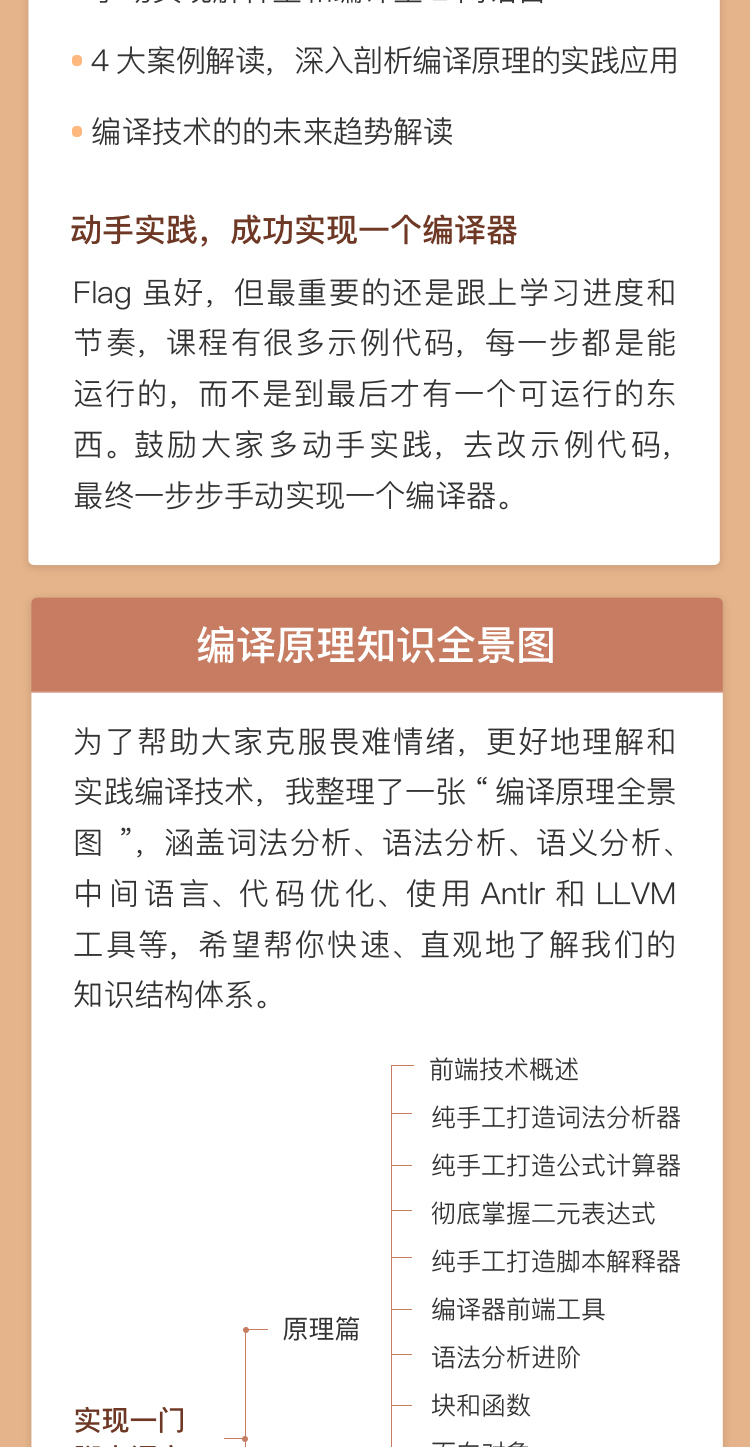 4 大案例解读，深入剖析编译原理的实践应用
编译技术的的未来趋势解读
动手实践，成功实现一个编译器
Flag 虽好，但最重要的还是跟上学习进度和
节奏，课程有很多示例代码，每一步都是能
运行的，而不是到最后才有一个可运行的东
西。鼓励大家多动手实践，去改示例代码，
最终一步步手动实现一个编译器。
编译原理知识全景图
为了帮助大家克服畏难情绪，更好地理解和
实践编译技术，我整理了一张 “ 编译原理全景
图 ”，涵盖词法分析、语法分析、语义分析、
中间语言、代码优化、使用 Antlr 和 LLVM
工具等，希望帮你快速、直观地了解我们的
知识结构体系。
前端技术概述
纯手工打造词法分析器
纯手工打造公式计算器
彻底掌握二元表达式
纯手工打造脚本解释器
编译器前端工具
原理篇
语法分析进阶
块和函数
实现一门